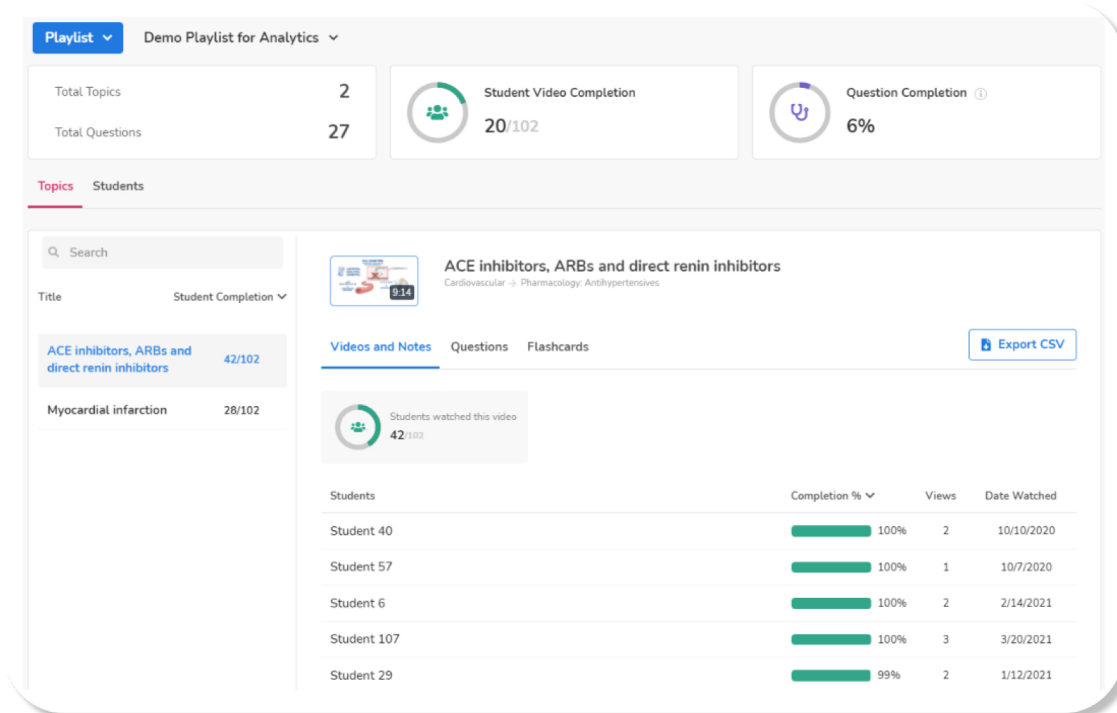 Playlist
Demo Playlist for Analytics
Total Topics 2
Total Questions 27
Student Video Completion
20/102
Question Completion
6%
Topics Students
Search
Title Student Completion
ACE inhibitors, ARBs and direct renin inhibitors 42/102
Myocardial infarction 28/102
9:14
ACE inhibitors, ARBs and direct renin inhibitors
Cardiovascular → Pharmacology: Antihypertensives
Videos and Notes Questions Flashcards
Export CSV
Students watched this video
42/102
Students Completion % Views Date Watched
Student 40 100% 2 10/10/2020
Student 57 100% 1 10/7/2020
Student 6 100% 2 2/14/2021
Student 107 100% 3 3/20/2021
Student 29 99% 2 1/12/2021